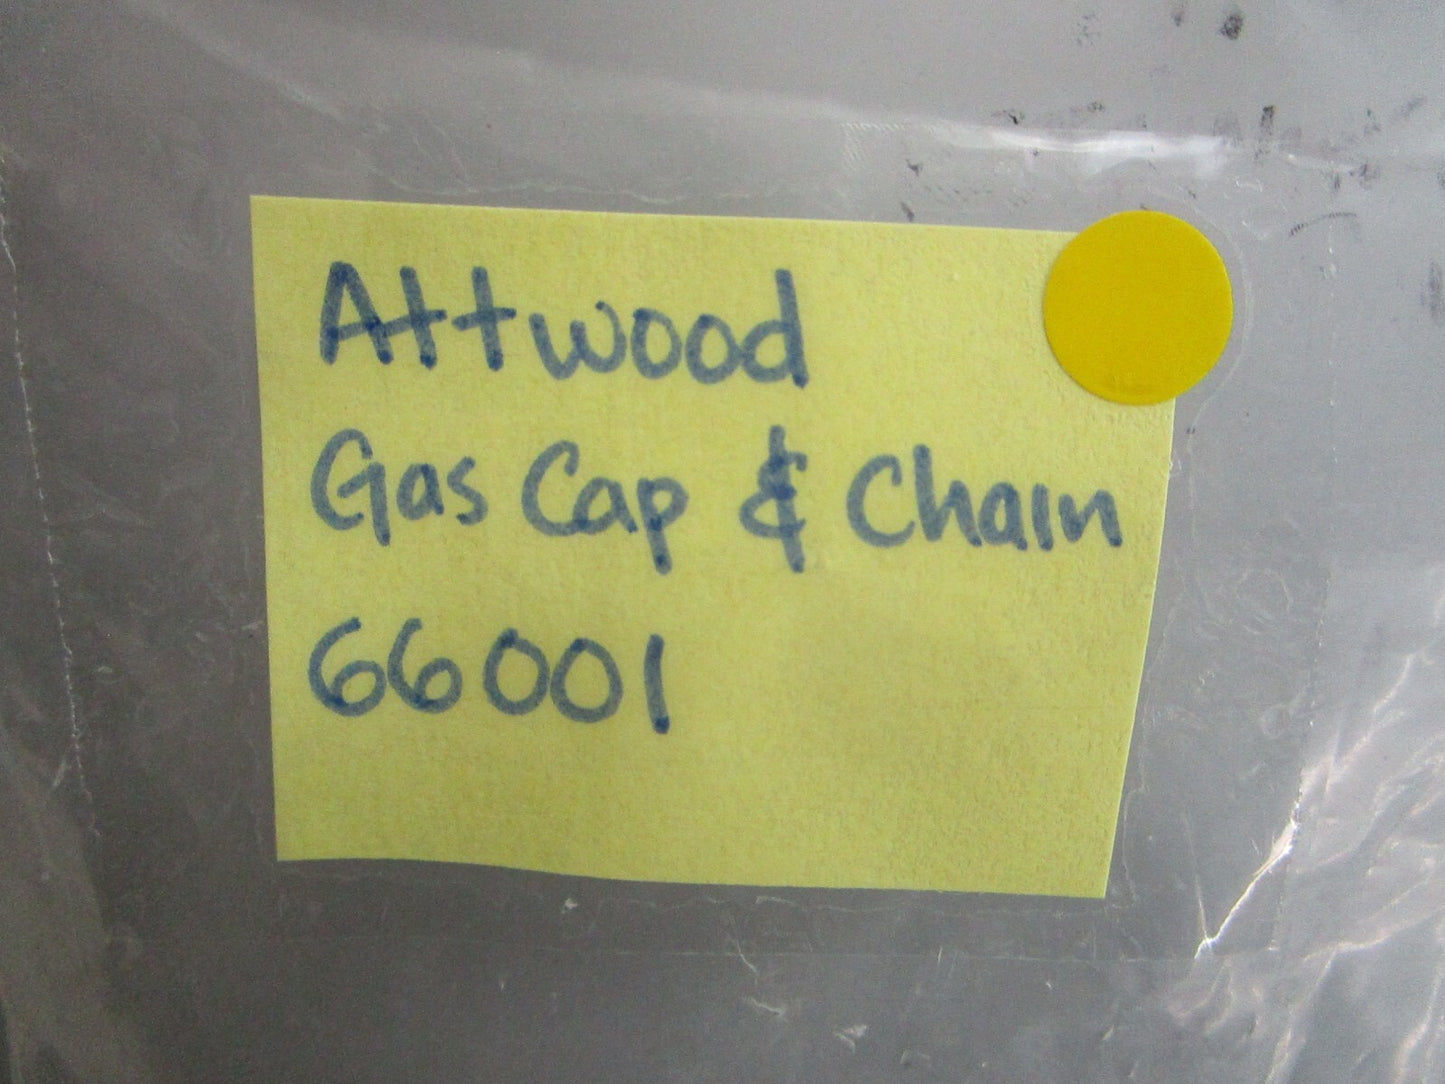 Attwood
Gas Cap & Chain
66001